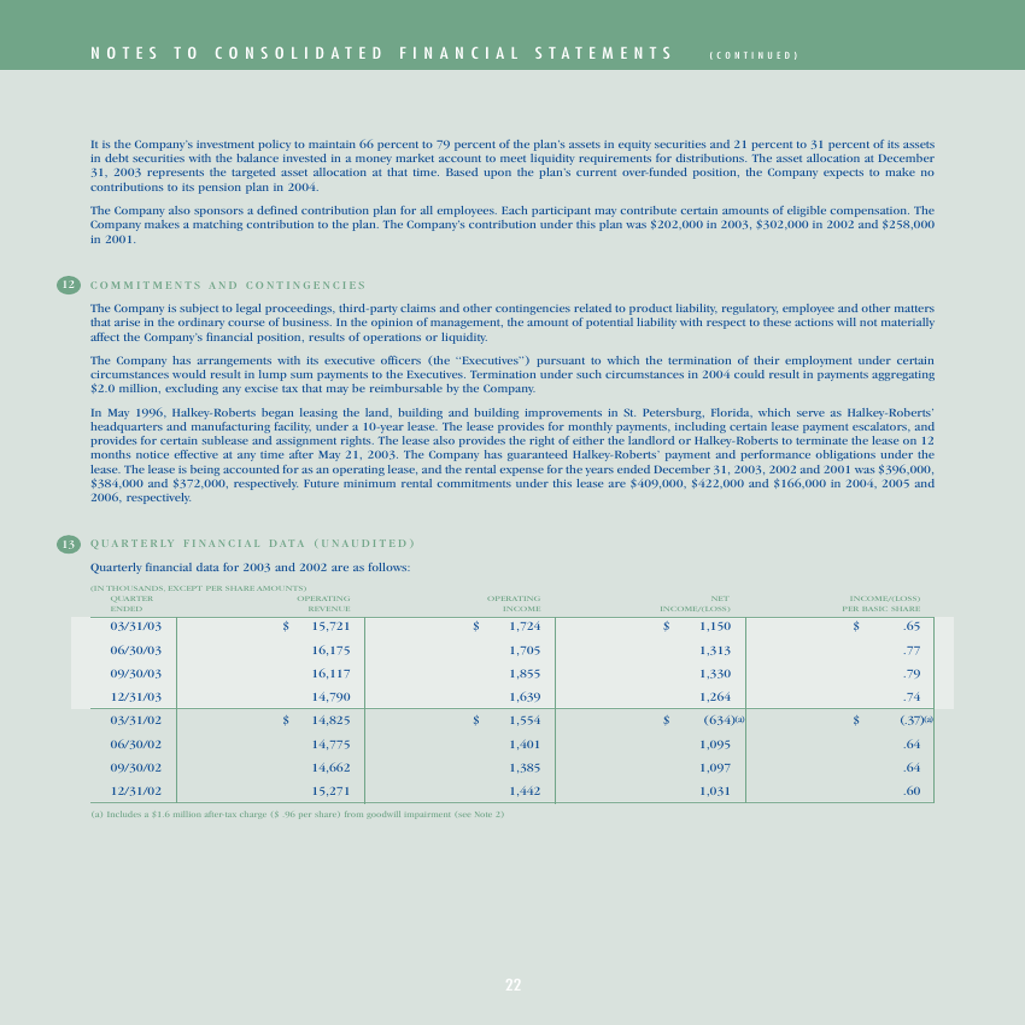 NOTES TO CONSOLIDATED FINANCIAL STATEMENTS (CONTINUED)
It is the Company's investment policy to maintain 66 percent to 79 percent of the plan's assets in equity securities and 21 percent to 31 percent of its assets
in debt securities with the balance invested in a money market account to meet liquidity requirements for distributions. The asset allocation at December
31, 2003 represents the targeted asset allocation at that time. Based upon the plan's current over-funded position, the Company expects to make no
contributions to its pension plan in 2004.
The Company also sponsors a defined contribution plan for all employees. Each participant may contribute certain amounts of eligible compensation. The
Company makes a matching contribution to the plan. The Company's contribution under this plan was $202,000 in 2003, $302,000 in 2002 and $258,000
in 2001.
12 COMMITMENTS AND CONTINGENCIES
The Company is subject to legal proceedings, third-party claims and other contingencies related to product liability, regulatory, employee and other matters
that arise in the ordinary course of business. In the opinion of management, the amount of potential liability with respect to these actions will not materially
affect the Company's financial position, results of operations or liquidity.
The Company has arrangements with its executive officers (the "Executives") pursuant to which the termination of their employment under certain
circumstances would result in lump sum payments to the Executives. Termination under such circumstances in 2004 could result in payments aggregating
$2.0 million, excluding any excise tax that may be reimbursable by the Company.
In May 1996, Halkey-Roberts began leasing the land, building and building improvements in St. Petersburg, Florida, which serve as Halkey-Roberts'
headquarters and manufacturing facility, under a 10-year lease. The lease provides for monthly payments, including certain lease payment escalators, and
provides for certain sublease and assignment rights. The lease also provides the right of either the landlord or Halkey-Roberts to terminate the lease on 12
months notice effective at any time after May 21, 2003. The Company has guaranteed Halkey-Roberts' payment and performance obligations under the
lease. The lease is being accounted for as an operating lease, and the rental expense for the years ended December 31, 2003, 2002 and 2001 was $396,000,
$384,000 and $372,000, respectively. Future minimum rental commitments under this lease are $409,000, $422,000 and $166,000 in 2004, 2005 and
2006, respectively.
13 QUARTERLY FINANCIAL DATA (UNAUDITED)
Quarterly financial data for 2003 and 2002 are as follows:
(IN THOUSANDS, EXCEPT PER SHARE AMOUNTS)
QUARTER OPERATING OPERATING NET INCOME/(LOSS)
ENDED REVENUE INCOME INCOME/(LOSS) PER BASIC SHARE
03/31/03 $ 15,721 $ 1,724 $ 1,150 $ .65
06/30/03 16,175 1,705 1,313 .77
09/30/03 16,117 1,855 1,330 .79
12/31/03 14,790 1,639 1,264 .74
03/31/02 $ 14,825 $ 1,554 $ (634)(a) $ (.37)(a)
06/30/02 14,775 1,401 1,095 .64
09/30/02 14,662 1,385 1,097 .64
12/31/02 15,271 1,442 1,031 .60
(a) Includes a $1.6 million after-tax charge ($ .96 per share) from goodwill impairment (see Note 2)
22